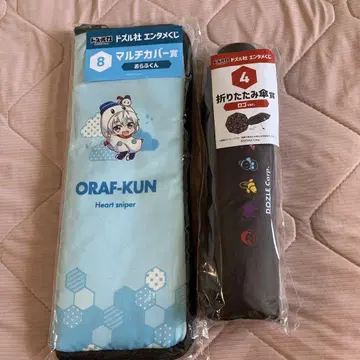 ドズル社 エンタメくじ
8
マルチカバー賞
おらふくん
ORAF-KUN
Heart sniper
ドズル社 エンタメくじ
4
折りたたみ傘賞
ロゴ ver.
DOZLE Corp.